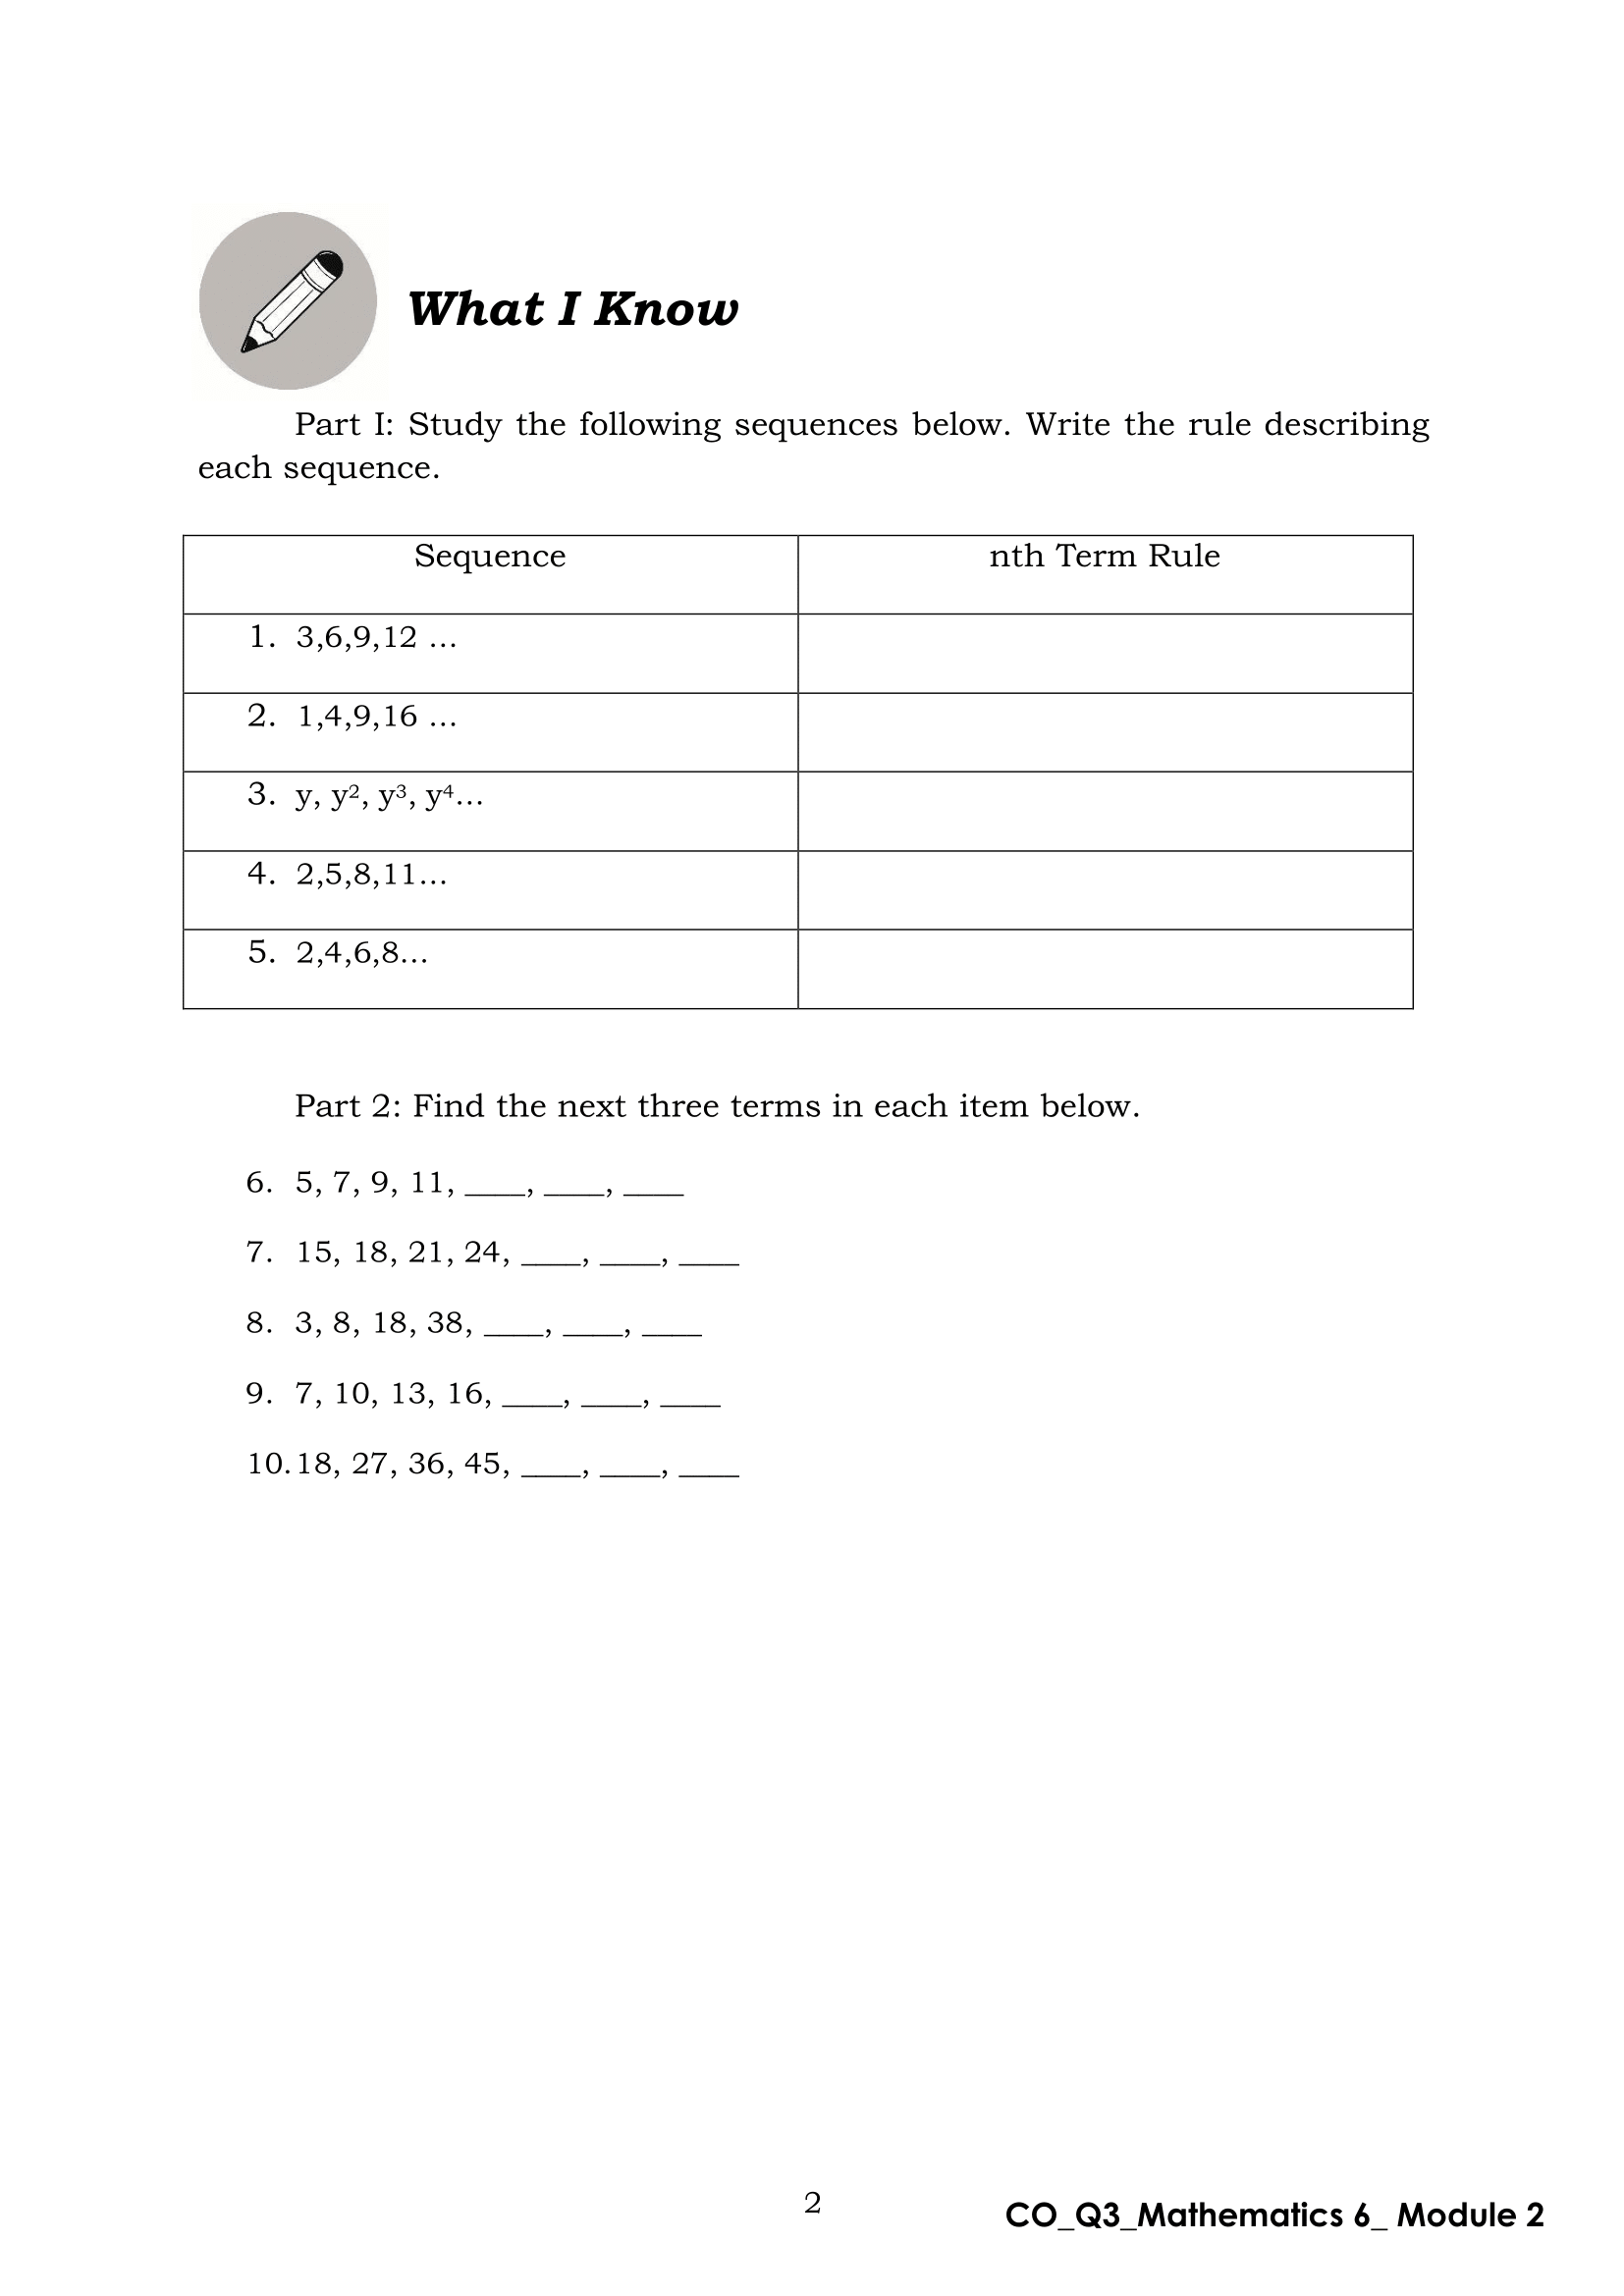 What I Know
Part I: Study the following sequences below. Write the rule describing
each sequence.
Sequence nth Term Rule
1. 3,6,9,12 …
2. 1,4,9,16 …
3. y, y², y³, y⁴…
4. 2,5,8,11…
5. 2,4,6,8…
Part 2: Find the next three terms in each item below.
6. 5, 7, 9, 11, ____, ____, ____
7. 15, 18, 21, 24, ____, ____, ____
8. 3, 8, 18, 38, ____, ____, ____
9. 7, 10, 13, 16, ____, ____, ____
10. 18, 27, 36, 45, ____, ____, ____
2
CO_Q3_Mathematics 6_ Module 2